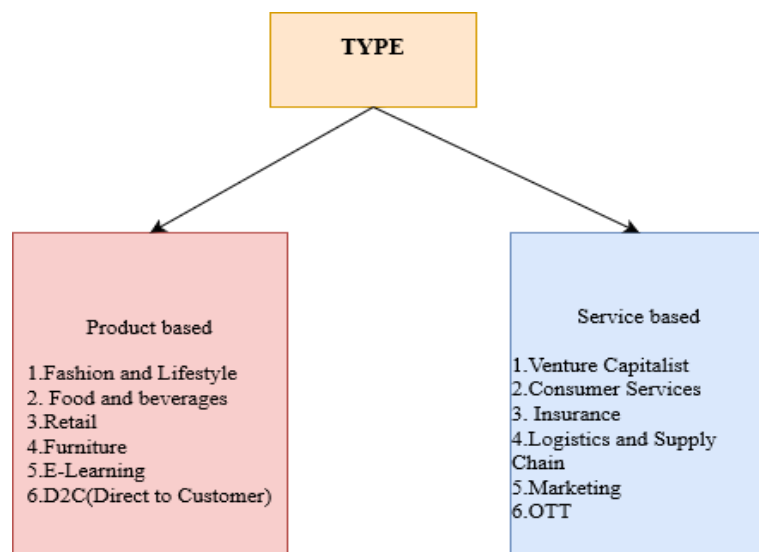 TYPE
Product based
1.Fashion and Lifestyle
2. Food and beverages
3.Retail
4.Furniture
5.E-Learning
6.D2C(Direct to Customer)
Service based
1.Venture Capitalist
2.Consumer Services
3. Insurance
4.Logistics and Supply
Chain
5.Marketing
6.OTT